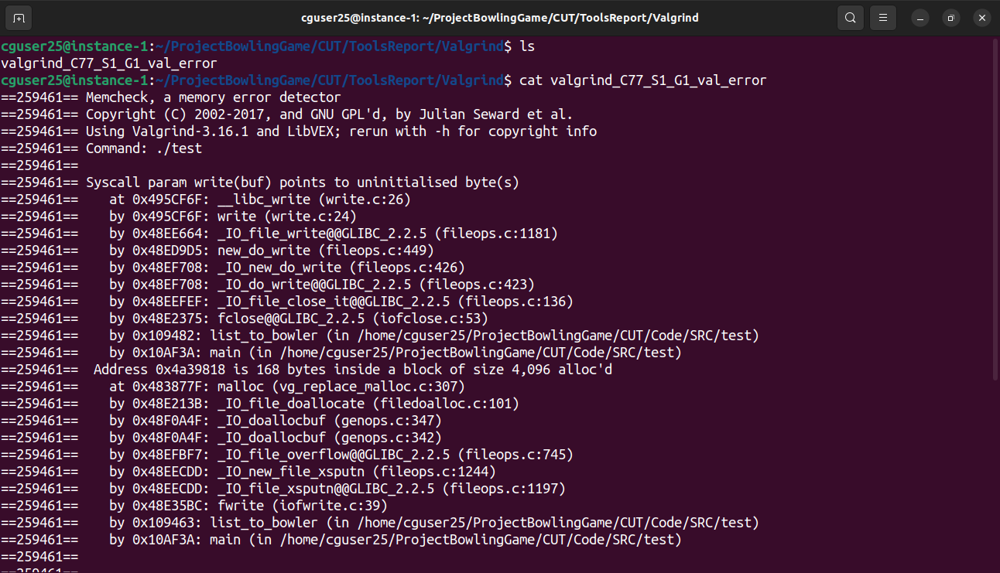 cguser25@instance-1: ~/ProjectBowlingGame/CUT/ToolsReport/Valgrind
cguser25@instance-1:~/ProjectBowlingGame/CUT/ToolsReport/Valgrind$ ls
valgrind_C77_S1_G1_val_error
cguser25@instance-1:~/ProjectBowlingGame/CUT/ToolsReport/Valgrind$ cat valgrind_C77_S1_G1_val_error
==259461== Memcheck, a memory error detector
==259461== Copyright (C) 2002-2017, and GNU GPL'd, by Julian Seward et al.
==259461== Using Valgrind-3.16.1 and LibVEX; rerun with -h for copyright info
==259461== Command: ./test
==259461==
==259461== Syscall param write(buf) points to uninitialised byte(s)
==259461==    at 0x495CF6F: __libc_write (write.c:26)
==259461==    by 0x495CF6F: write (write.c:24)
==259461==    by 0x48EE664: _IO_file_write@@GLIBC_2.2.5 (fileops.c:1181)
==259461==    by 0x48ED9D5: new_do_write (fileops.c:449)
==259461==    by 0x48EF708: _IO_new_do_write (fileops.c:426)
==259461==    by 0x48EF708: _IO_do_write@@GLIBC_2.2.5 (fileops.c:423)
==259461==    by 0x48EEFEF: _IO_file_close_it@@GLIBC_2.2.5 (fileops.c:136)
==259461==    by 0x48E2375: fclose@@GLIBC_2.2.5 (iofclose.c:53)
==259461==    by 0x109482: list_to_bowler (in /home/cguser25/ProjectBowlingGame/CUT/Code/SRC/test)
==259461==    by 0x10AF3A: main (in /home/cguser25/ProjectBowlingGame/CUT/Code/SRC/test)
==259461==  Address 0x4a39818 is 168 bytes inside a block of size 4,096 alloc'd
==259461==    at 0x483877F: malloc (vg_replace_malloc.c:307)
==259461==    by 0x48E213B: _IO_file_doallocate (filedoalloc.c:101)
==259461==    by 0x48F0A4F: _IO_doallocbuf (genops.c:347)
==259461==    by 0x48F0A4F: _IO_doallocbuf (genops.c:342)
==259461==    by 0x48EFBF7: _IO_file_overflow@@GLIBC_2.2.5 (fileops.c:745)
==259461==    by 0x48EECDD: _IO_new_file_xsputn (fileops.c:1244)
==259461==    by 0x48EECDD: _IO_file_xsputn@@GLIBC_2.2.5 (fileops.c:1197)
==259461==    by 0x48E35BC: fwrite (iofwrite.c:39)
==259461==    by 0x109463: list_to_bowler (in /home/cguser25/ProjectBowlingGame/CUT/Code/SRC/test)
==259461==    by 0x10AF3A: main (in /home/cguser25/ProjectBowlingGame/CUT/Code/SRC/test)
==259461==